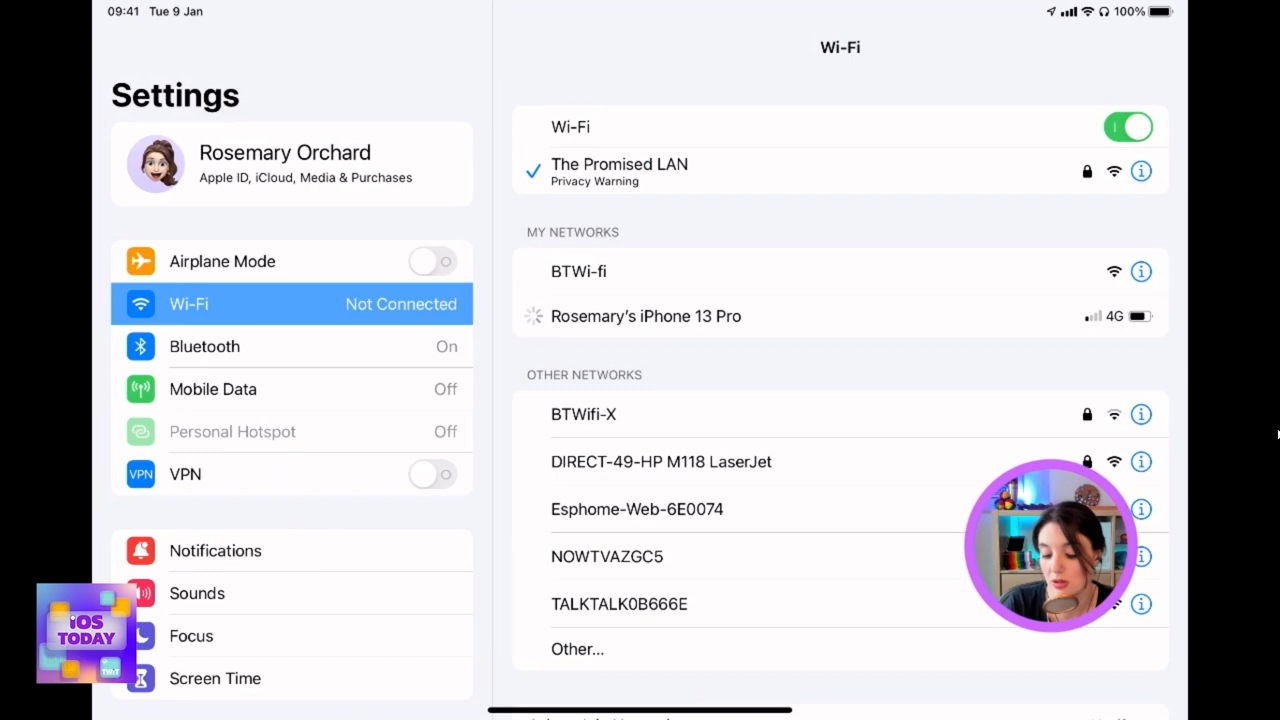 09:41 Tue 9 Jan
100%
Wi-Fi
Settings
Rosemary Orchard
Apple ID, iCloud, Media & Purchases
Airplane Mode
Wi-Fi Not Connected
Bluetooth On
Mobile Data Off
Personal Hotspot Off
VPN VPN
Notifications
Sounds
Focus
Screen Time
iOS
TODAY
TWiT
Wi-Fi
The Promised LAN
Privacy Warning
MY NETWORKS
BTWi-fi
Rosemary’s iPhone 13 Pro 4G
OTHER NETWORKS
BTWifi-X
DIRECT-49-HP M118 LaserJet
Esphome-Web-6E0074
NOWTVAZGC5
TALKTALK0B666E
Other...